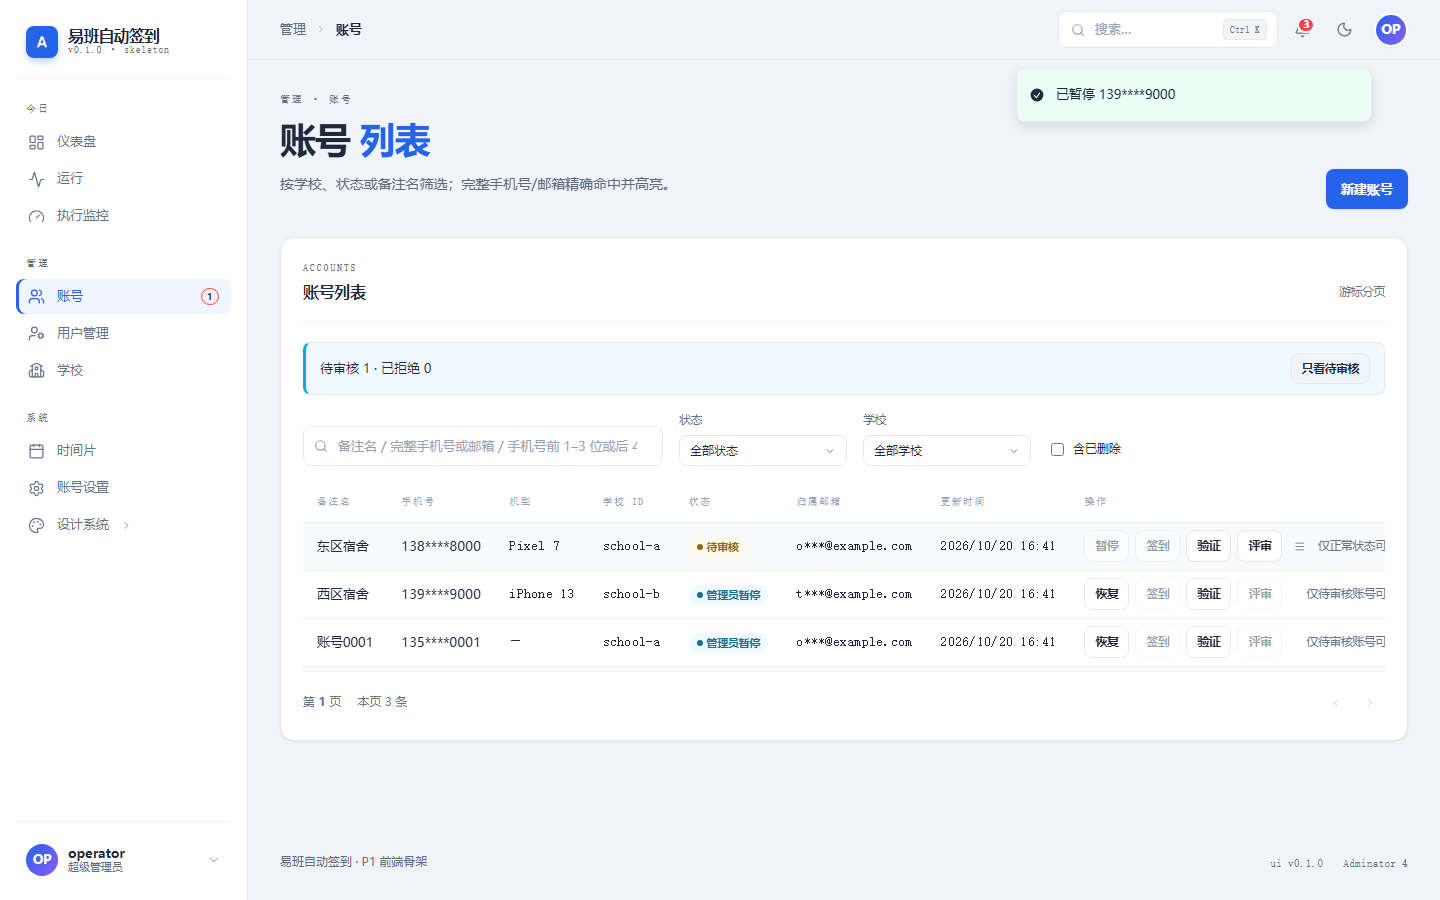 A
易班自动签到
v0.1.0 • skeleton
今日
仪表盘
运行
执行监控
管理
账号
1
用户管理
学校
系统
时间片
账号设置
设计系统
OP
operator
超级管理员
管理 › 账号
搜索...
Ctrl K
3
OP
已暂停 139****9000
管理 · 账号
账号 列表
按学校、状态或备注名筛选；完整手机号/邮箱精确命中并高亮。
新建账号
ACCOUNTS
账号列表
游标分页
待审核 1 · 已拒绝 0
只看待审核
备注名 / 完整手机号或邮箱 / 手机号前 1–3 位或后 4
状态
全部状态
学校
全部学校
含已删除
备注名 手机号 机型 学校 ID 状态 归属邮箱 更新时间 操作
东区宿舍 138****8000 Pixel 7 school-a 待审核 o***@example.com 2026/10/20 16:41 暂停 签到 验证 评审 仅正常状态可
西区宿舍 139****9000 iPhone 13 school-b 管理员暂停 t***@example.com 2026/10/20 16:41 恢复 签到 验证 评审 仅待审核账号可
账号0001 135****0001 — school-a 管理员暂停 o***@example.com 2026/10/20 16:41 恢复 签到 验证 评审 仅待审核账号可
第 1 页 本页 3 条
易班自动签到 · P1 前端骨架
ui v0.1.0 Adminator 4